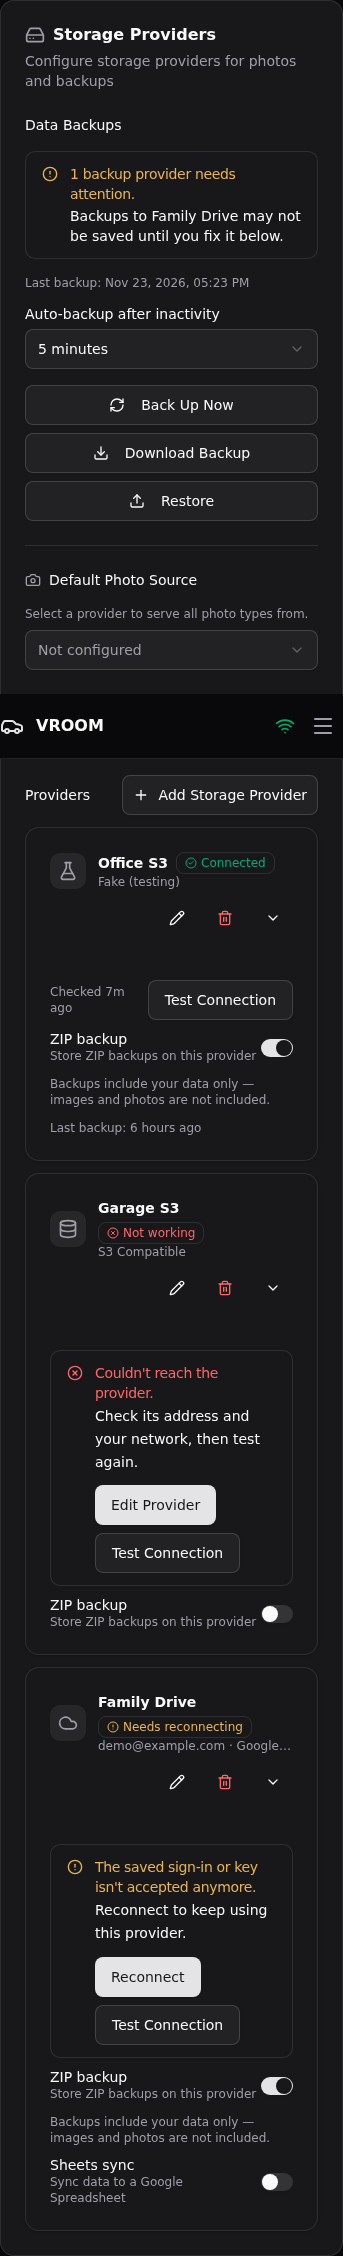 Storage Providers
Configure storage providers for photos
and backups
Data Backups
1 backup provider needs
attention.
Backups to Family Drive may not
be saved until you fix it below.
Last backup: Nov 23, 2026, 05:23 PM
Auto-backup after inactivity
5 minutes
Back Up Now
Download Backup
Restore
Default Photo Source
Select a provider to serve all photo types from.
Not configured
VROOM
Providers
Add Storage Provider
Office S3
Connected
Fake (testing)
Checked 7m
ago
Test Connection
ZIP backup
Store ZIP backups on this provider
Backups include your data only —
images and photos are not included.
Last backup: 6 hours ago
Garage S3
Not working
S3 Compatible
Couldn't reach the
provider.
Check its address and
your network, then test
again.
Edit Provider
Test Connection
ZIP backup
Store ZIP backups on this provider
Family Drive
Needs reconnecting
demo@example.com · Google...
The saved sign-in or key
isn't accepted anymore.
Reconnect to keep using
this provider.
Reconnect
Test Connection
ZIP backup
Store ZIP backups on this provider
Backups include your data only —
images and photos are not included.
Sheets sync
Sync data to a Google
Spreadsheet